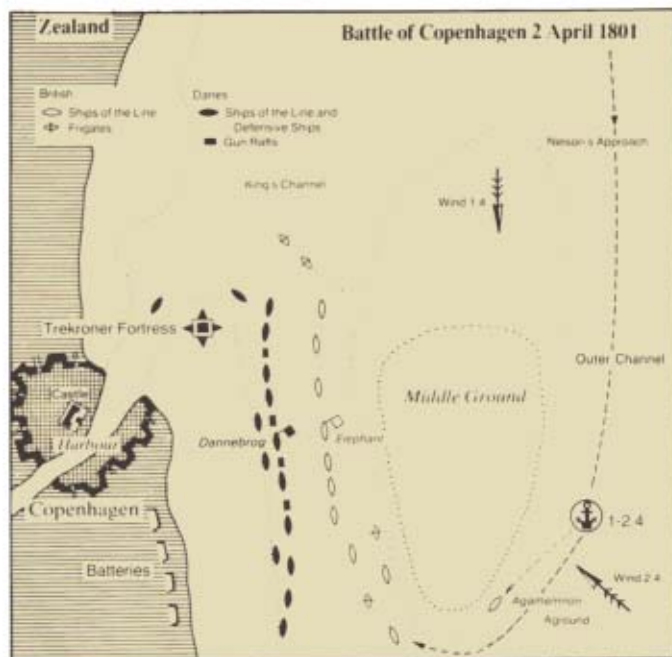 Zealand
Battle of Copenhagen 2 April 1801
British
Ships of the Line
Frigates
Danes
Ships of the Line and
Defensive Ships
Gun Rafts
King's Channel
Nelson's Approach
Wind 1.4
Trekroner Fortress
Outer Channel
Middle Ground
Castle
Harbour
Dannebrog
Elephant
Copenhagen
1-2.4
Batteries
Wind 2.4
Agamemnon
Aground